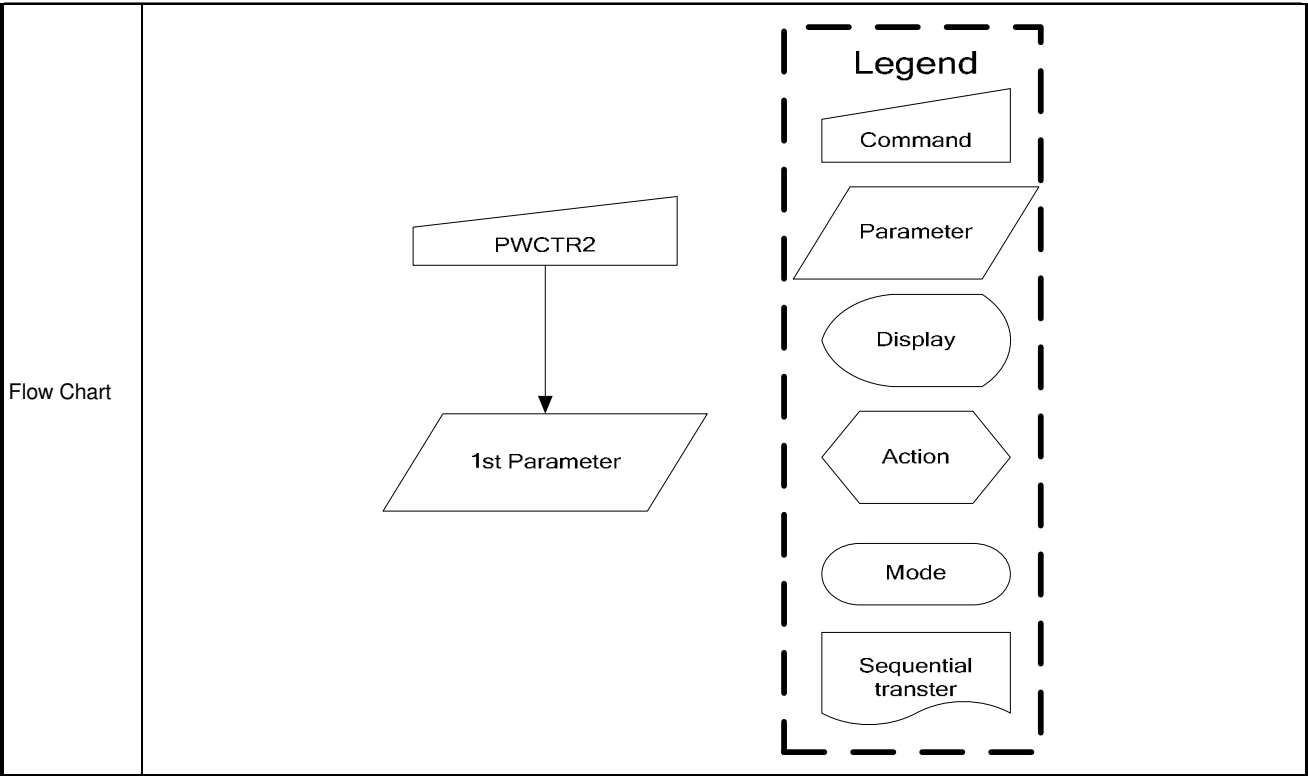 Flow Chart
PWCTR2
1st Parameter
Legend
Command
Parameter
Display
Action
Mode
Sequential
transter